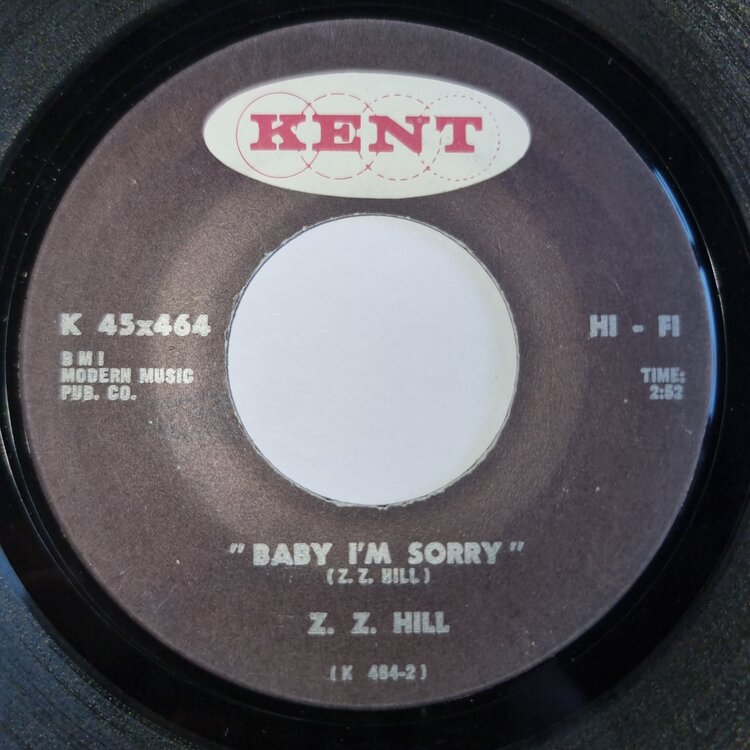 KENT
K 45x464
HI - FI
BMI
MODERN MUSIC
PUB. CO.
TIME:
2:52
"BABY I'M SORRY"
(Z. Z. HILL)
Z. Z. HILL
(K 464-2)